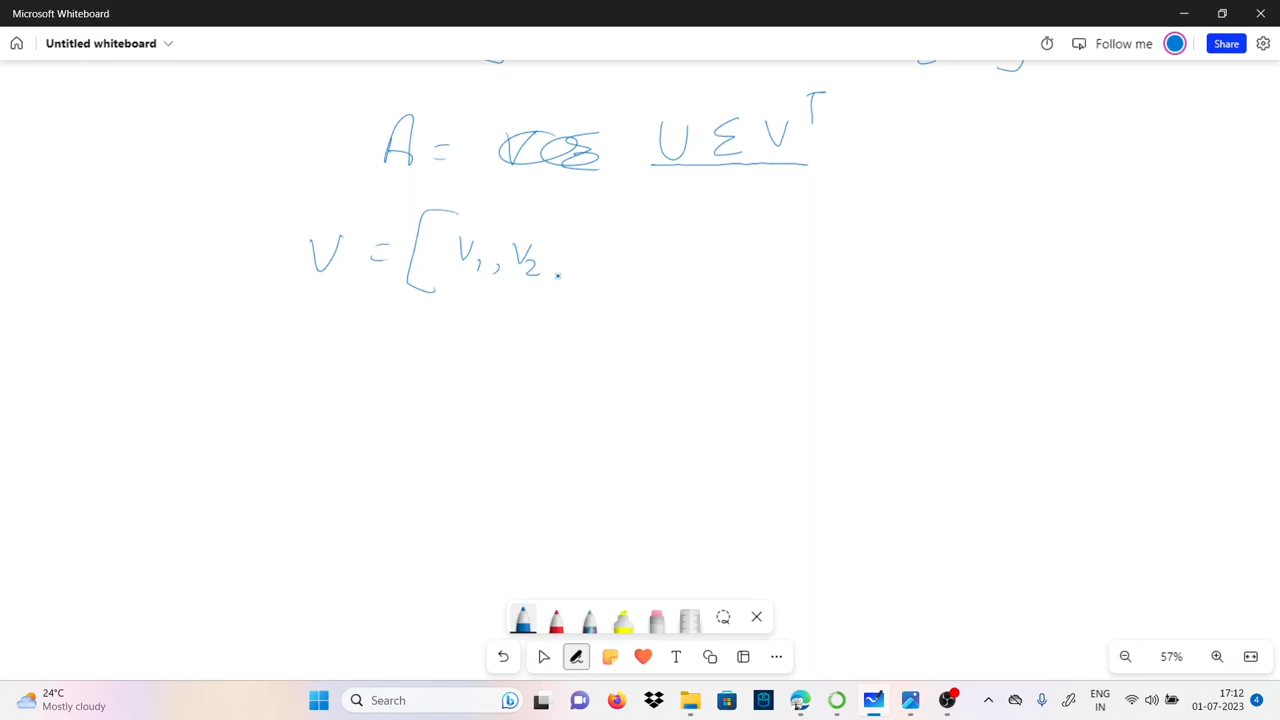 Microsoft Whiteboard
Untitled whiteboard
Follow me
Share
A = U Σ V^T
V = [ v₁, v₂ .
57%
24°C
Mostly cloudy
Search
ENG
IN
17:12
01-07-2023
4